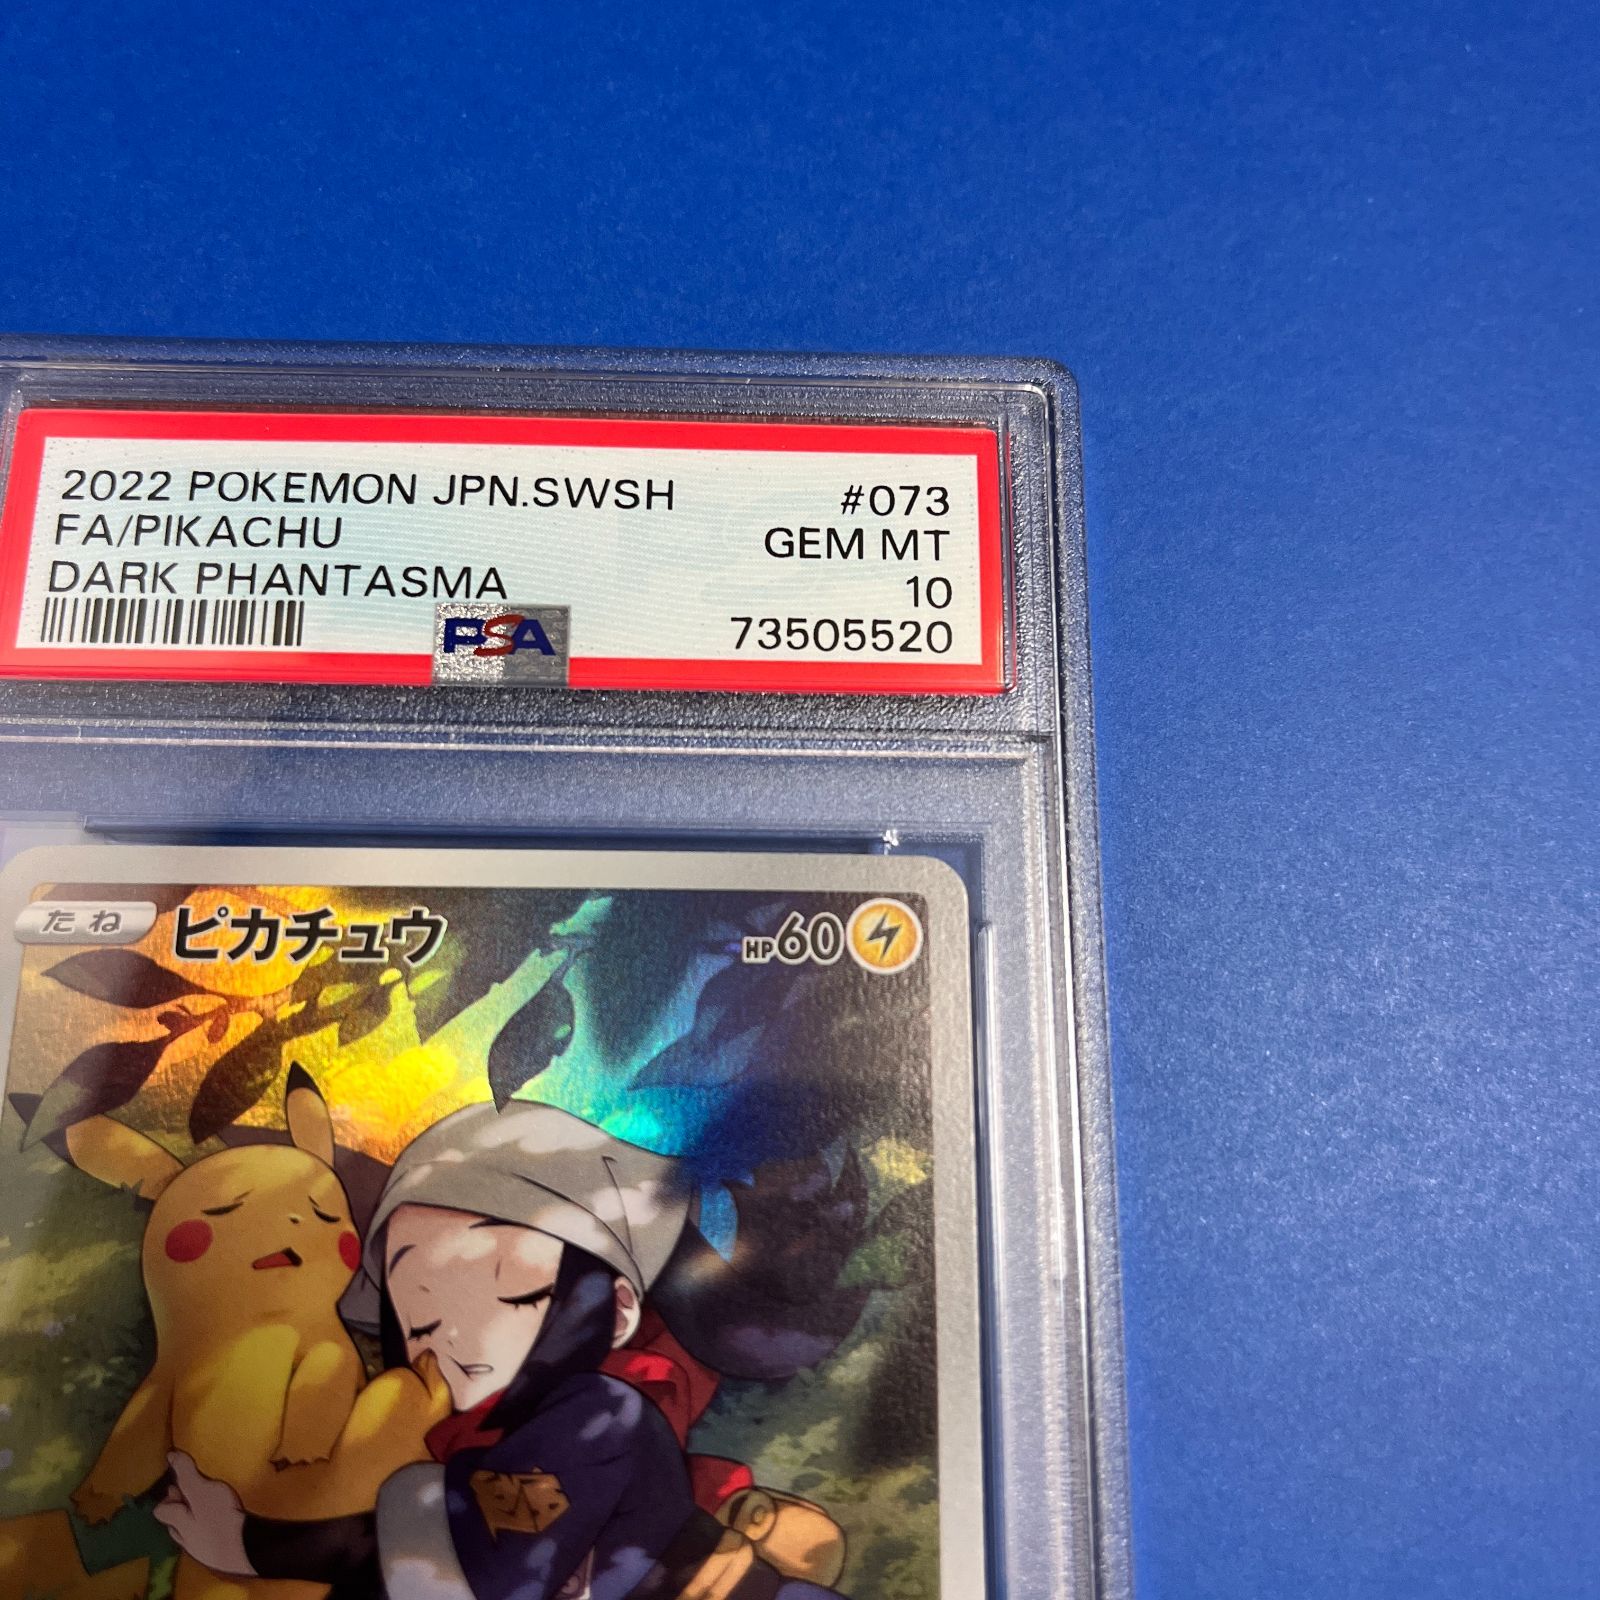 2022 POKEMON JPN.SWSH #073
FA/PIKACHU GEM MT
DARK PHANTASMA 10
PSA 73505520
たね ピカチュウ HP60